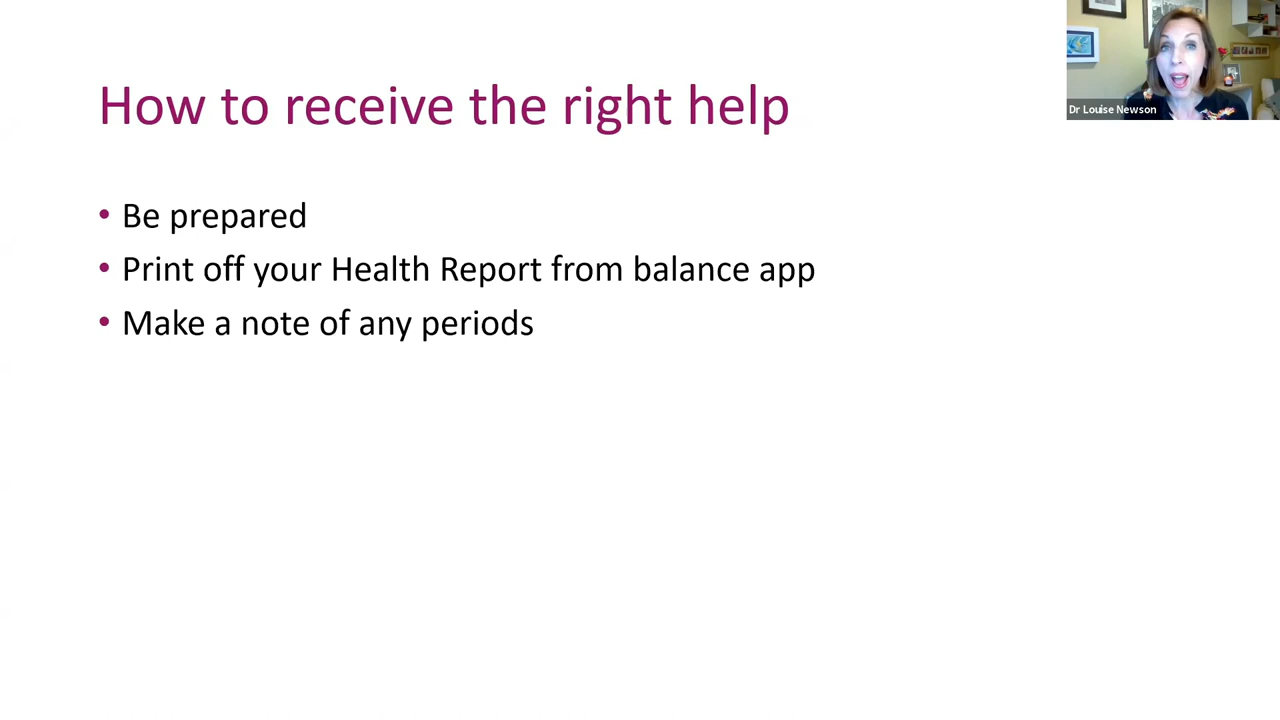 How to receive the right help
• Be prepared
• Print off your Health Report from balance app
• Make a note of any periods
Dr Louise Newson